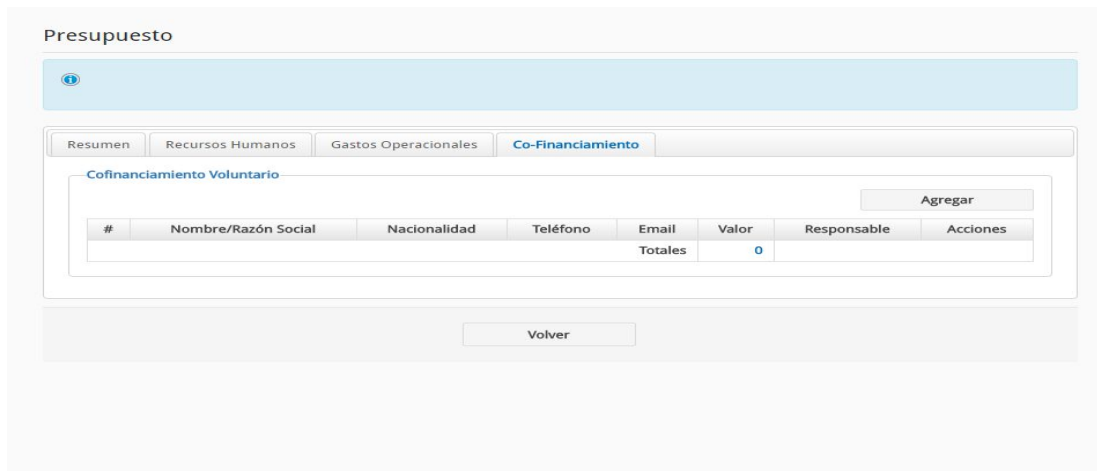 Presupuesto
Resumen Recursos Humanos Gastos Operacionales Co-Financiamiento
Cofinanciamiento Voluntario
Agregar
# Nombre/Razón Social Nacionalidad Teléfono Email Valor Responsable Acciones
Totales 0
Volver